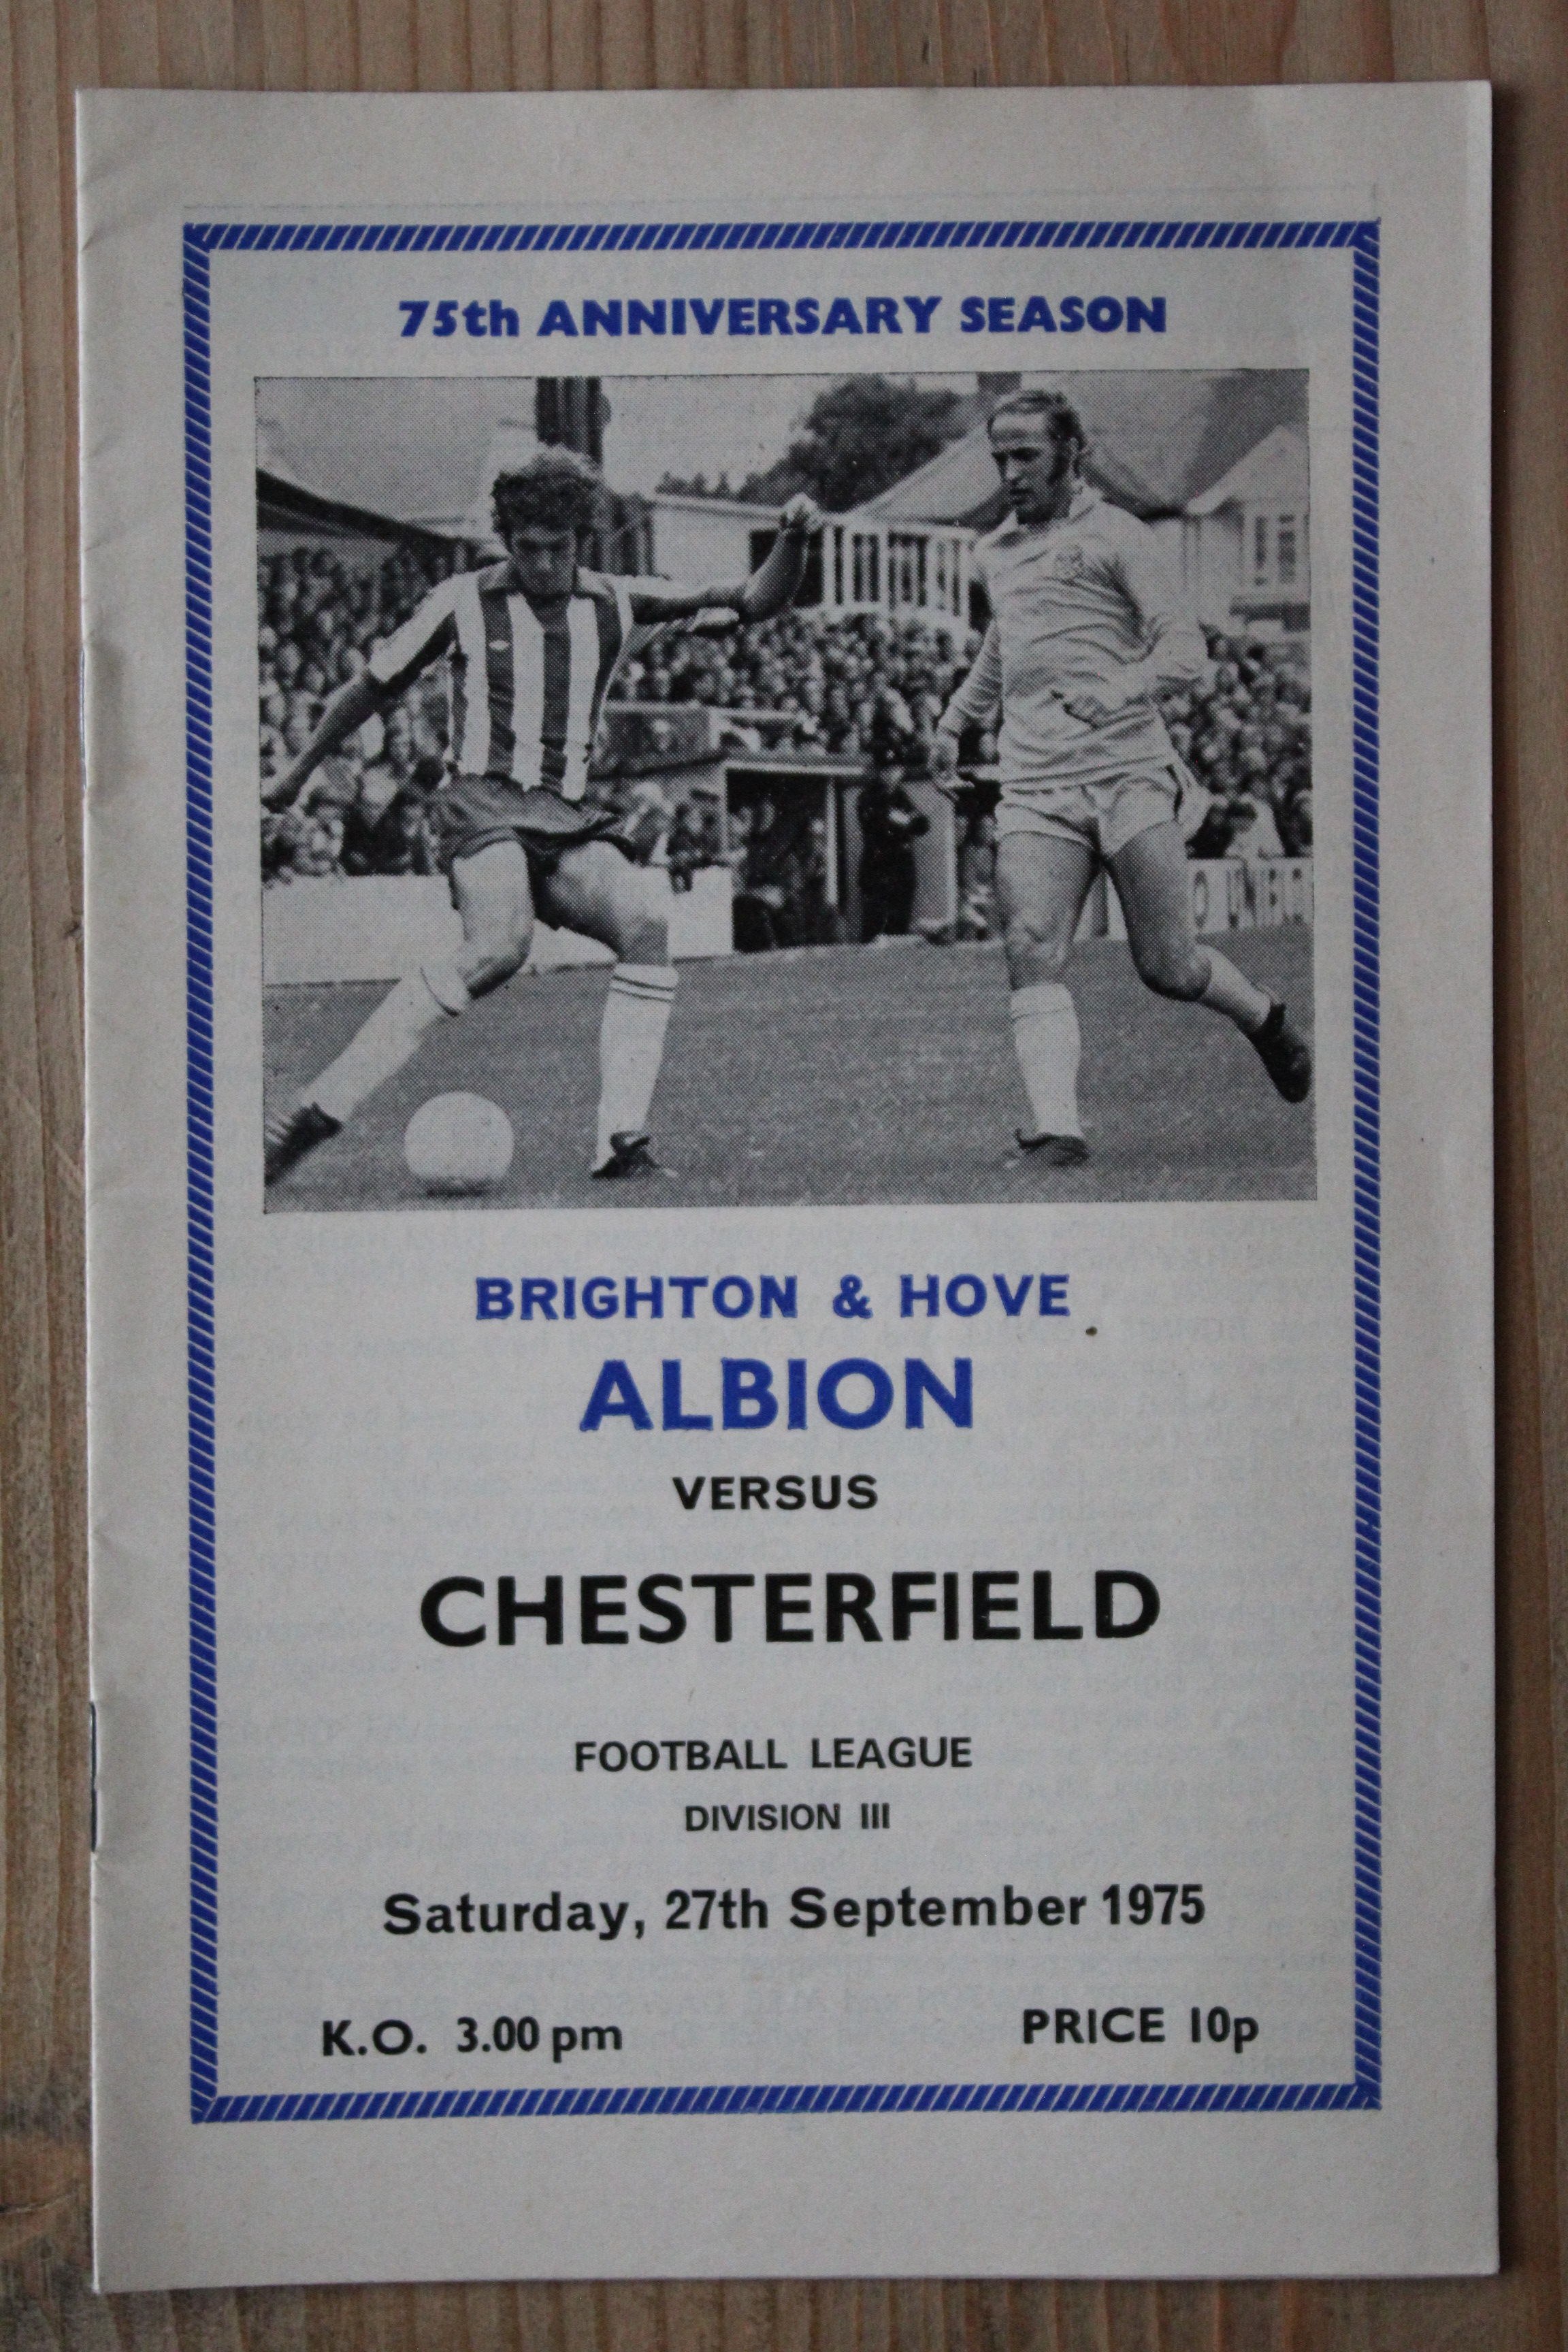 75th ANNIVERSARY SEASON
BRIGHTON & HOVE
ALBION
VERSUS
CHESTERFIELD
FOOTBALL LEAGUE
DIVISION III
Saturday, 27th September 1975
K.O. 3.00 pm PRICE 10p